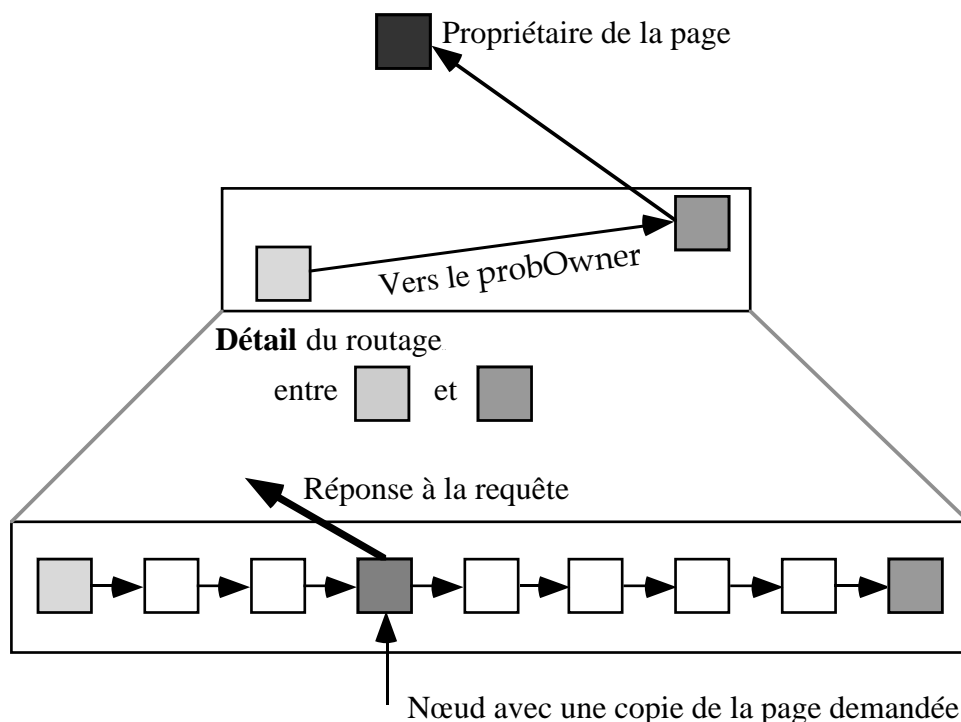 Propriétaire de la page
Vers le probOwner
Détail du routage
entre et
Réponse à la requête
Nœud avec une copie de la page demandée